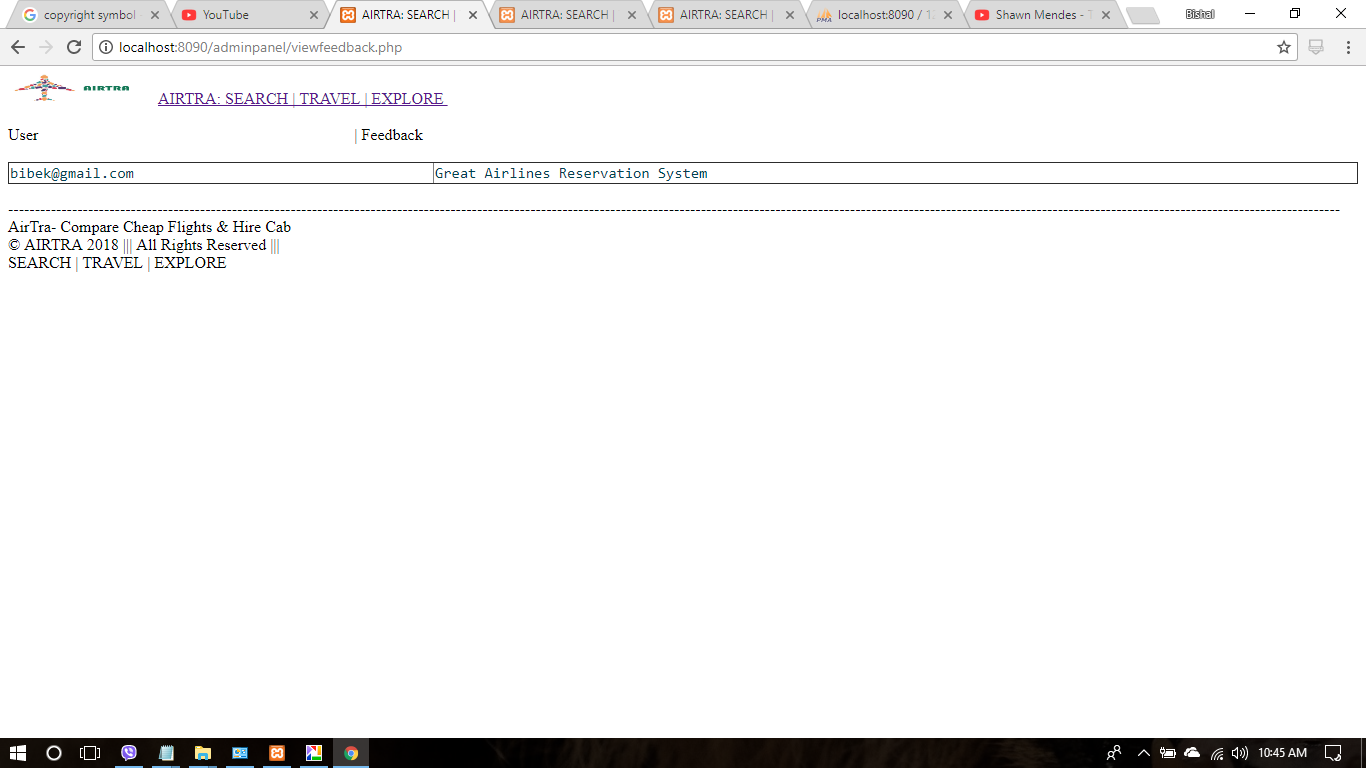 copyright symbol
YouTube
AIRTRA: SEARCH |
AIRTRA: SEARCH |
AIRTRA: SEARCH |
localhost:8090 / 1
Shawn Mendes - T
Bishal
localhost:8090/adminpanel/viewfeedback.php
AIRTRA AIRTRA: SEARCH | TRAVEL | EXPLORE
User | Feedback
bibek@gmail.com Great Airlines Reservation System
AirTra- Compare Cheap Flights & Hire Cab
© AIRTRA 2018 ||| All Rights Reserved |||
SEARCH | TRAVEL | EXPLORE
10:45 AM